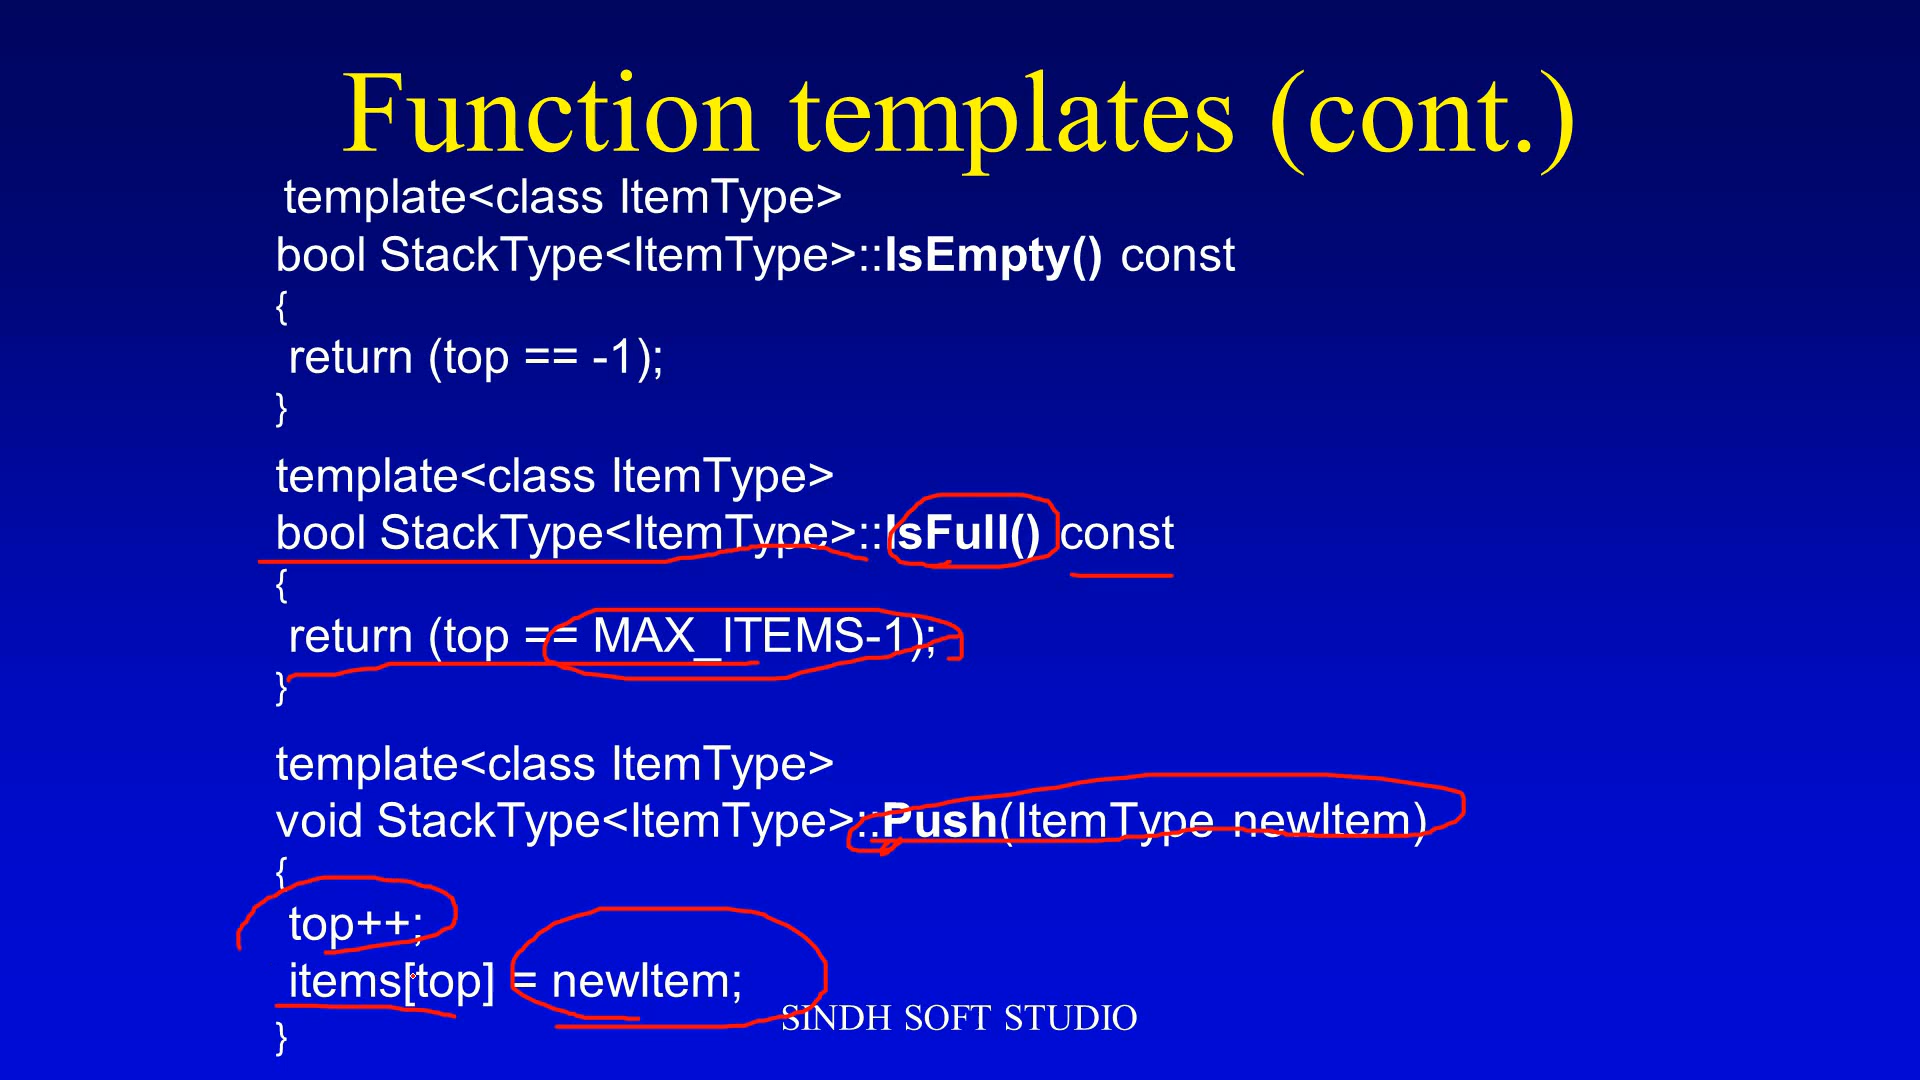 Function templates (cont.)
template<class ItemType>
bool StackType<ItemType>::IsEmpty() const
{
return (top == -1);
}
template<class ItemType>
bool StackType<ItemType>::IsFull() const
{
return (top == MAX_ITEMS-1);
}
template<class ItemType>
void StackType<ItemType>::Push(ItemType newItem)
{
top++;
items[top] = newItem;
}
SINDH SOFT STUDIO